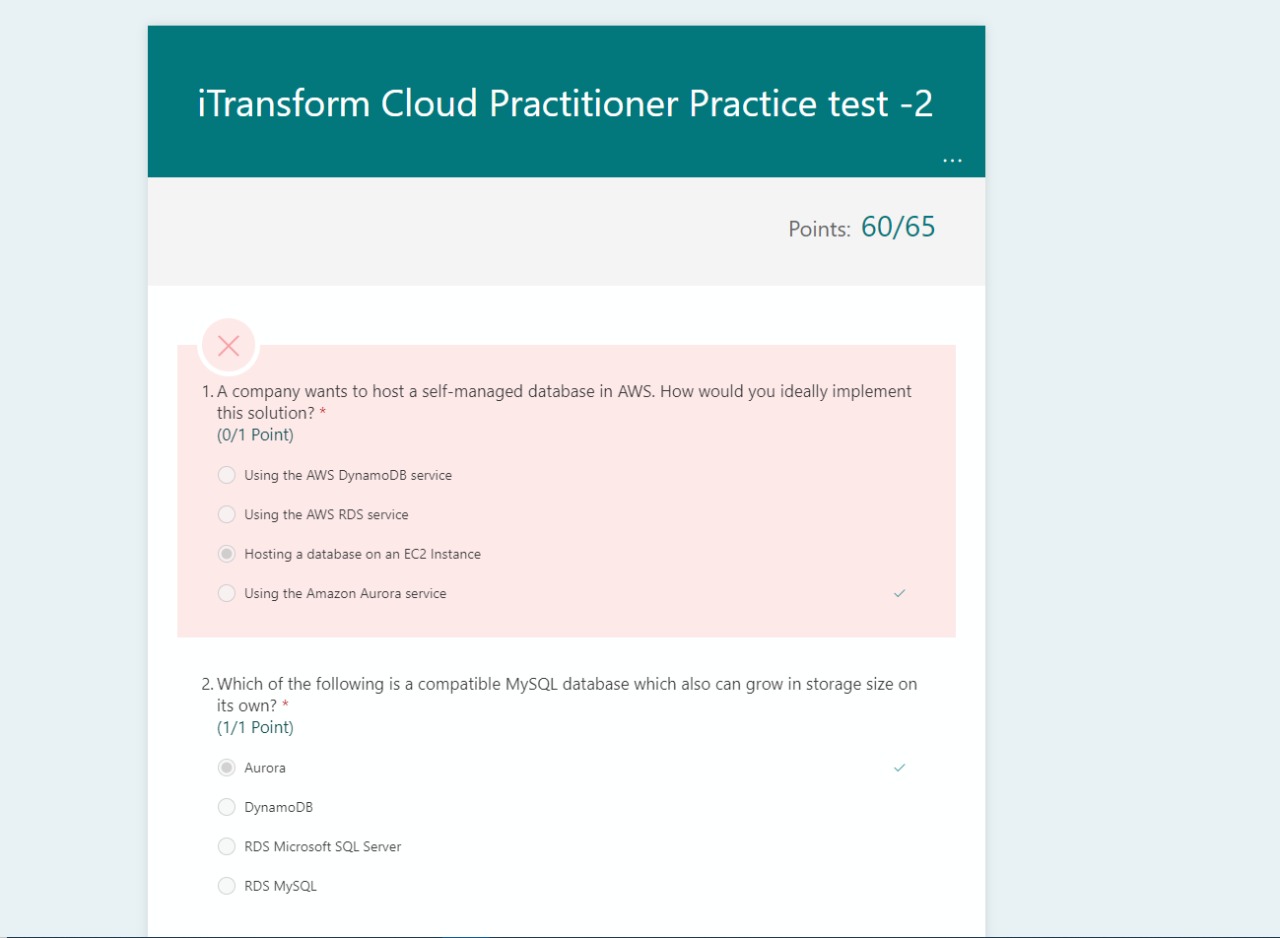 iTransform Cloud Practitioner Practice test -2
...
Points: 60/65
1. A company wants to host a self-managed database in AWS. How would you ideally implement
this solution? *
(0/1 Point)
Using the AWS DynamoDB service
Using the AWS RDS service
Hosting a database on an EC2 Instance
Using the Amazon Aurora service
2. Which of the following is a compatible MySQL database which also can grow in storage size on
its own? *
(1/1 Point)
Aurora
DynamoDB
RDS Microsoft SQL Server
RDS MySQL